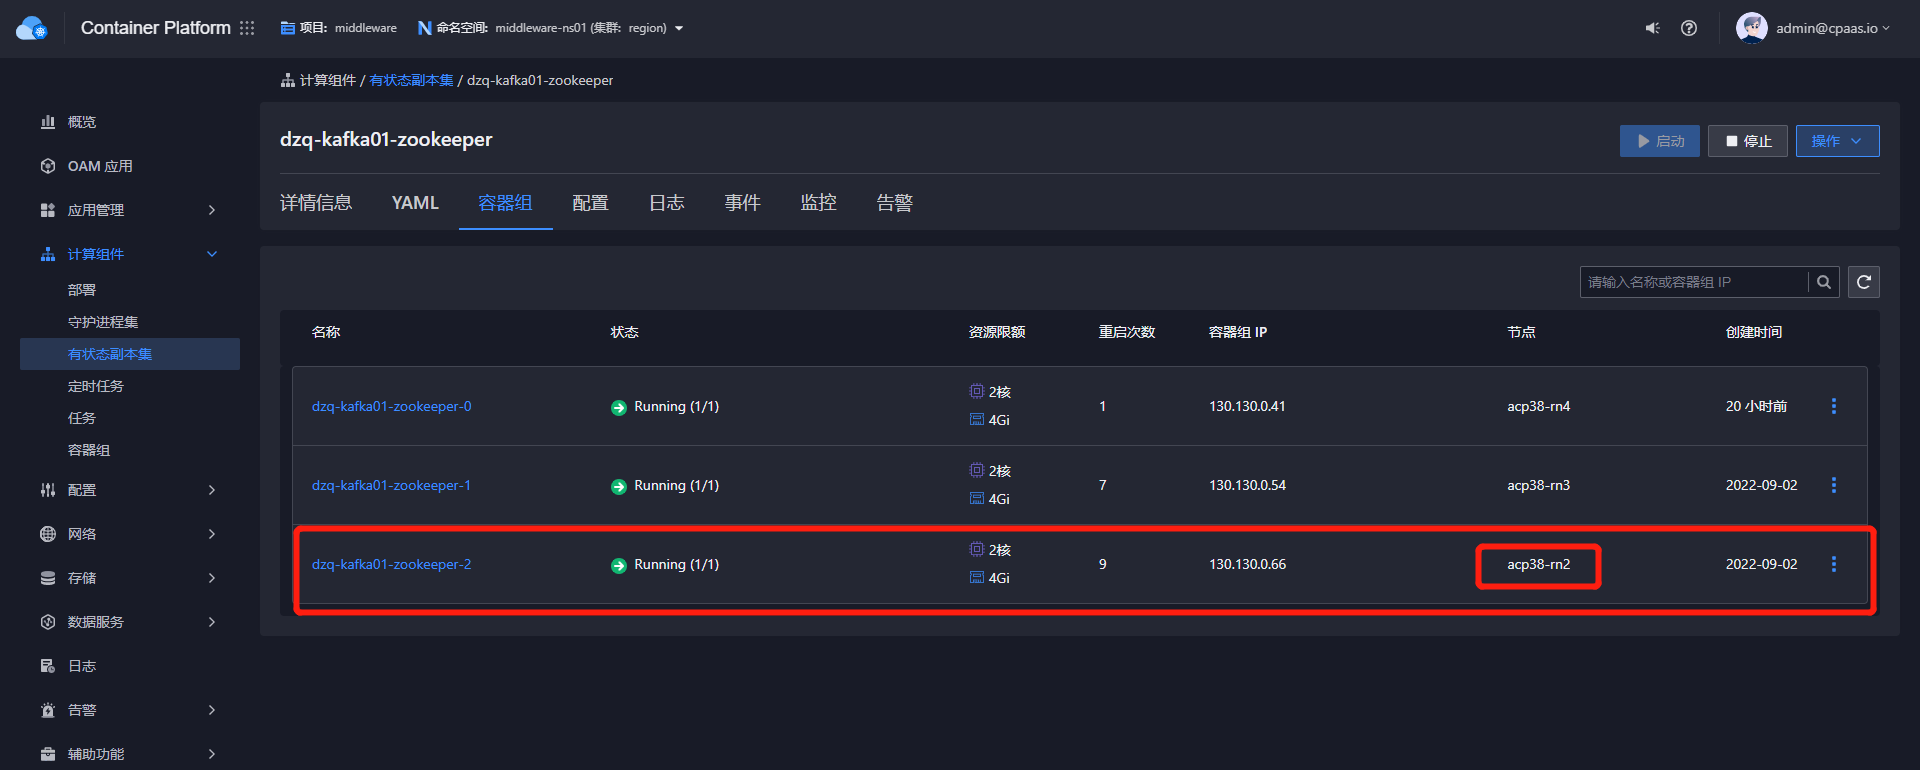 Container Platform 项目: middleware 命名空间: middleware-ns01 (集群: region) admin@cpaas.io
计算组件 / 有状态副本集 / dzq-kafka01-zookeeper
概览
OAM 应用
应用管理
计算组件
部署
守护进程集
有状态副本集
定时任务
任务
容器组
配置
网络
存储
数据服务
日志
告警
辅助功能
dzq-kafka01-zookeeper
启动 停止 操作
详情信息 YAML 容器组 配置 日志 事件 监控 告警
请输入名称或容器组 IP
名称 状态 资源限额 重启次数 容器组 IP 节点 创建时间
dzq-kafka01-zookeeper-0 Running (1/1) 2核 4Gi 1 130.130.0.41 acp38-rn4 20 小时前
dzq-kafka01-zookeeper-1 Running (1/1) 2核 4Gi 7 130.130.0.54 acp38-rn3 2022-09-02
dzq-kafka01-zookeeper-2 Running (1/1) 2核 4Gi 9 130.130.0.66 acp38-rn2 2022-09-02